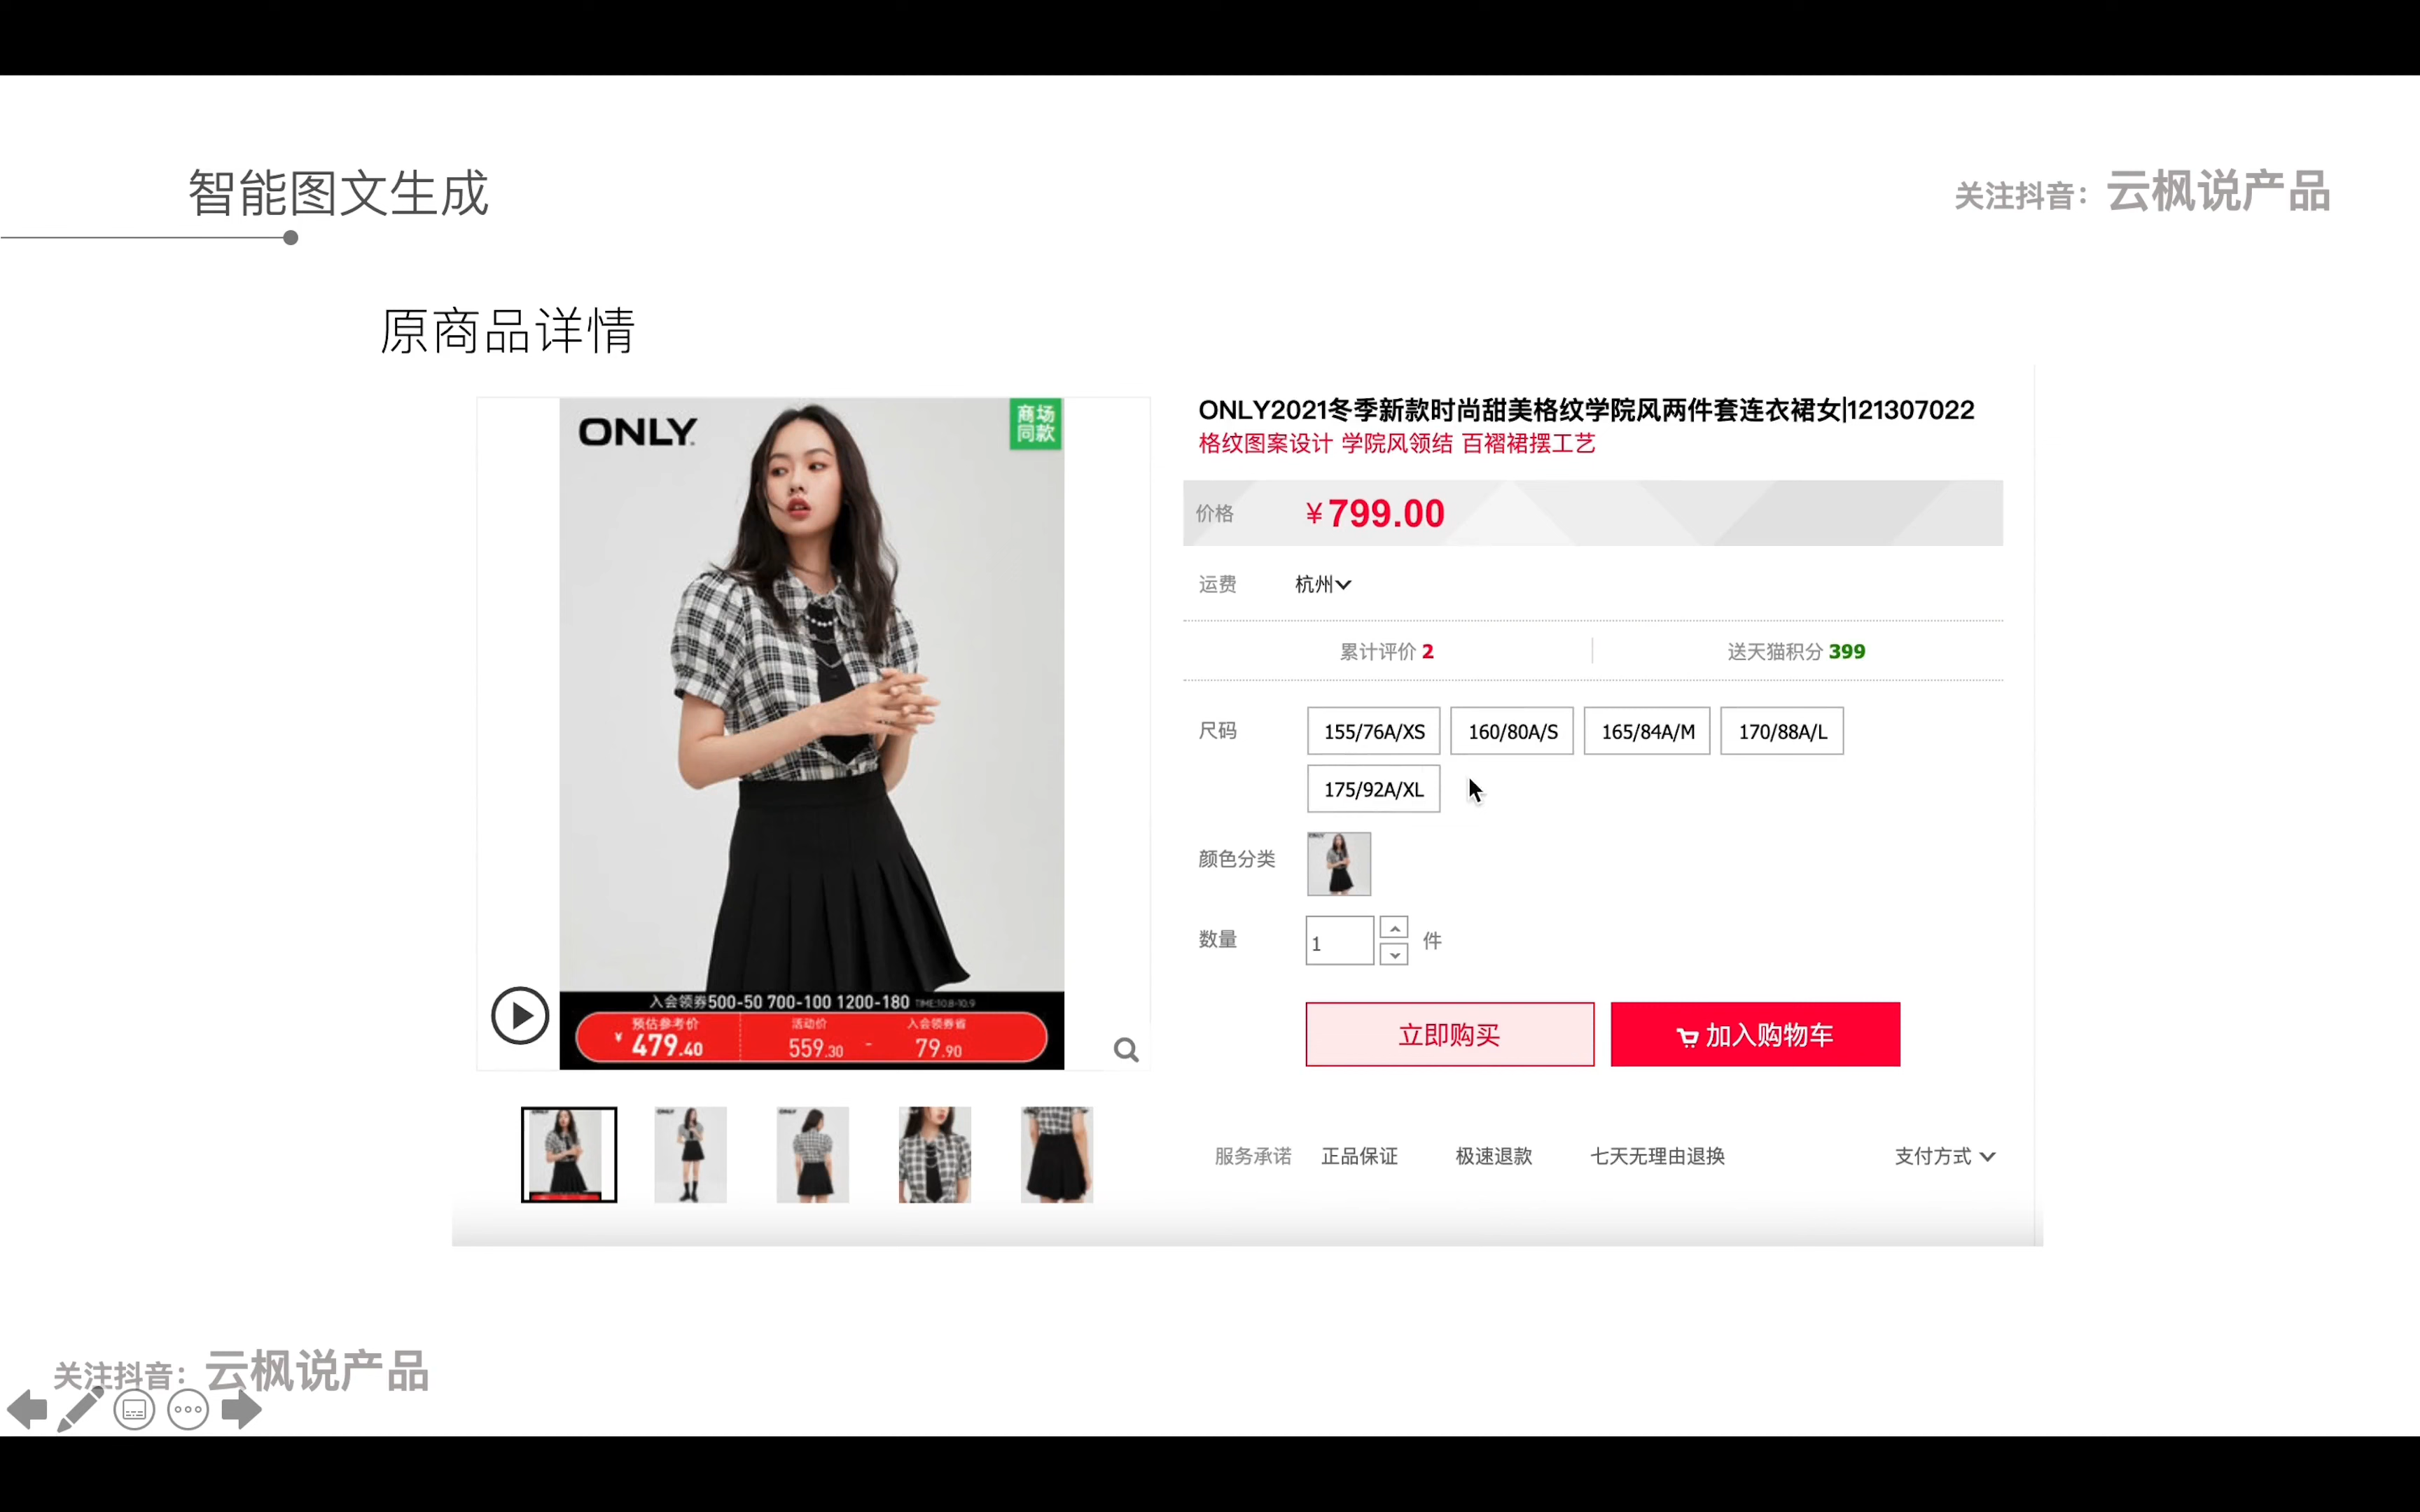 智能图文生成
关注抖音：云枫说产品
原商品详情
ONLY
商场
同款
ONLY2021冬季新款时尚甜美格纹学院风两件套连衣裙女|121307022
格纹图案设计 学院风领结 百褶裙摆工艺
价格 ¥799.00
运费 杭州
累计评价 2 送天猫积分 399
尺码 155/76A/XS 160/80A/S 165/84A/M 170/88A/L
175/92A/XL
颜色分类
数量 1 件
入会领券500-50 700-100 1200-180 TIME:10.8-10.9
预估参考价 活动价 入会领券省
¥479.40 559.30 - 79.90
立即购买 加入购物车
ONLY ONLY ONLY
服务承诺 正品保证 极速退款 七天无理由退换 支付方式
关注抖音：云枫说产品